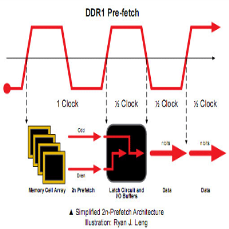 DDR1 Pre-fetch
1 Clock
½ Clock
½ Clock
½ Clock
Odd
Even
Memory Cell Array
2n Prefetch
Latch Circuit and
I/O Buffers
Data
Data
▲ Simplified 2n-Prefetch Architecture
Illustration: Ryan J. Leng